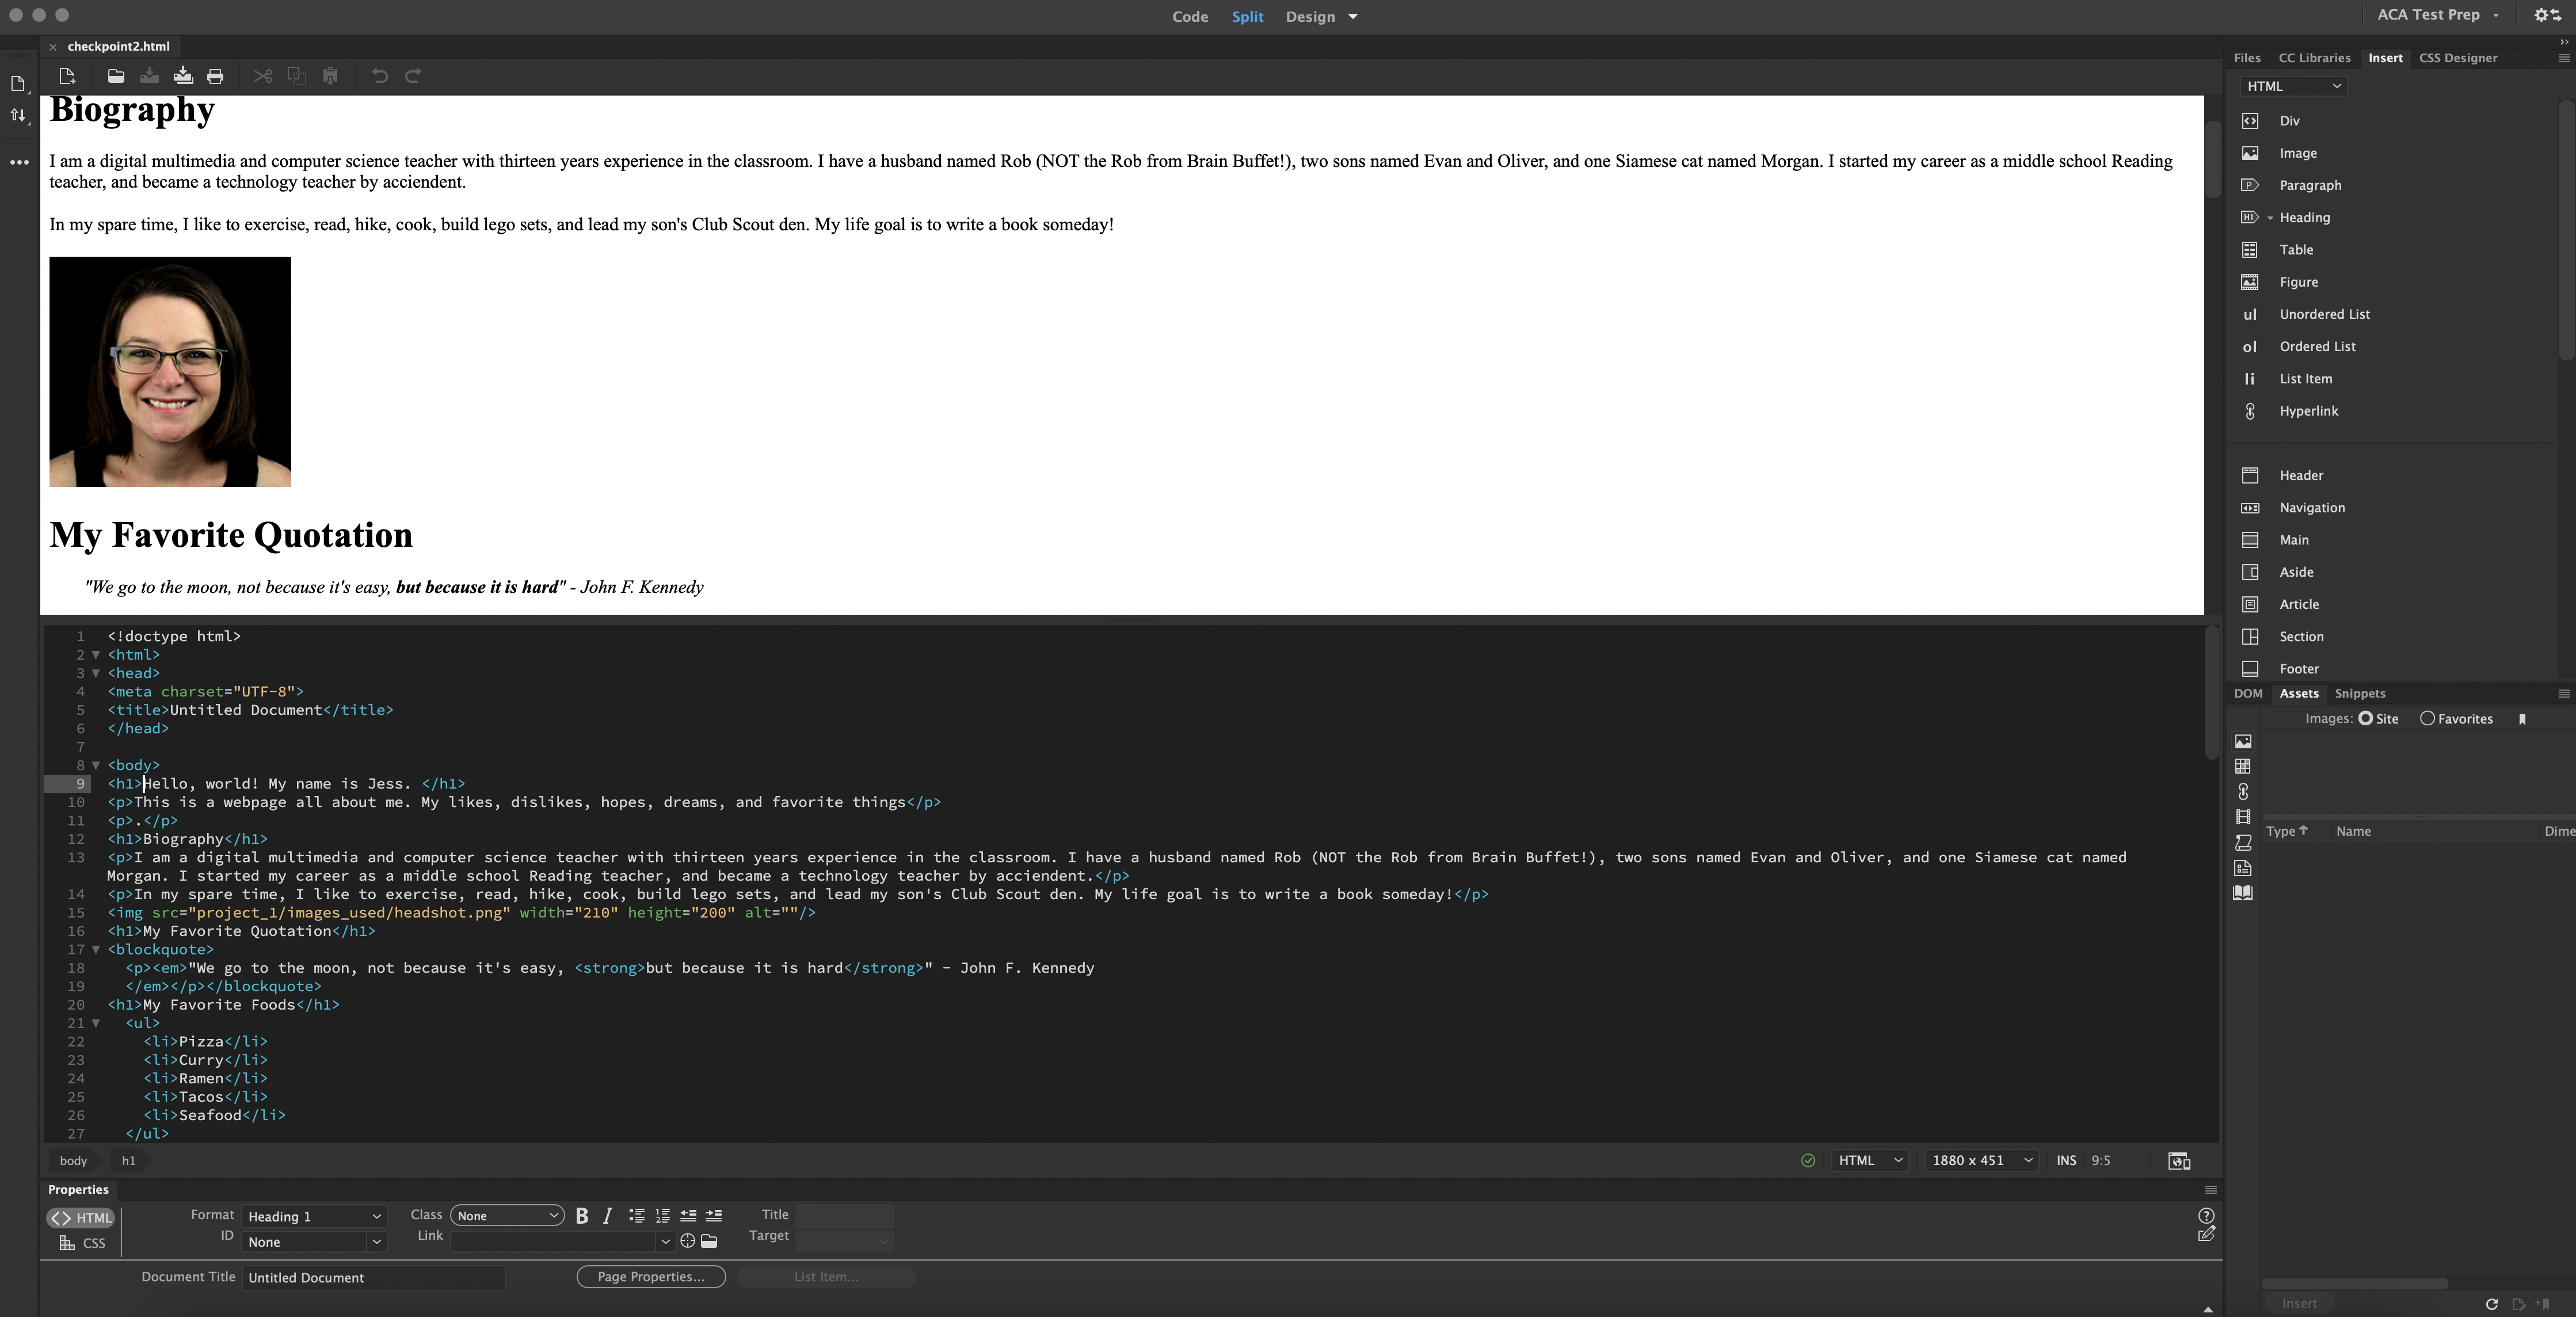 Code Split Design
ACA Test Prep
checkpoint2.html
Files CC Libraries Insert CSS Designer
HTML
Div
Image
Paragraph
Heading
Table
Figure
ul Unordered List
ol Ordered List
li List Item
Hyperlink
Header
Navigation
Main
Aside
Article
Section
Footer
Biography
I am a digital multimedia and computer science teacher with thirteen years experience in the classroom. I have a husband named Rob (NOT the Rob from Brain Buffet!), two sons named Evan and Oliver, and one Siamese cat named Morgan. I started my career as a middle school Reading
teacher, and became a technology teacher by acciendent.
In my spare time, I like to exercise, read, hike, cook, build lego sets, and lead my son's Club Scout den. My life goal is to write a book someday!
My Favorite Quotation
"We go to the moon, not because it's easy, but because it is hard" - John F. Kennedy
1 <!doctype html>
2 <html>
3 <head>
4 <meta charset="UTF-8">
5 <title>Untitled Document</title>
6 </head>
7
8 <body>
9 <h1>Hello, world! My name is Jess. </h1>
10 <p>This is a webpage all about me. My likes, dislikes, hopes, dreams, and favorite things</p>
11 <p>.</p>
12 <h1>Biography</h1>
13 <p>I am a digital multimedia and computer science teacher with thirteen years experience in the classroom. I have a husband named Rob (NOT the Rob from Brain Buffet!), two sons named Evan and Oliver, and one Siamese cat named
Morgan. I started my career as a middle school Reading teacher, and became a technology teacher by acciendent.</p>
14 <p>In my spare time, I like to exercise, read, hike, cook, build lego sets, and lead my son's Club Scout den. My life goal is to write a book someday!</p>
15 <img src="project_1/images_used/headshot.png" width="210" height="200" alt=""/>
16 <h1>My Favorite Quotation</h1>
17 <blockquote>
18 <p><em>"We go to the moon, not because it's easy, <strong>but because it is hard</strong>" - John F. Kennedy
19 </em></p></blockquote>
20 <h1>My Favorite Foods</h1>
21 <ul>
22 <li>Pizza</li>
23 <li>Curry</li>
24 <li>Ramen</li>
25 <li>Tacos</li>
26 <li>Seafood</li>
27 </ul>
DOM Assets Snippets
Images: Site Favorites
Type Name Dime
Insert
body h1
HTML 1880 x 451 INS 9:5
Properties
HTML Format Heading 1 Class None B I Title
CSS ID None Link Target
Document Title Untitled Document Page Properties... List Item...